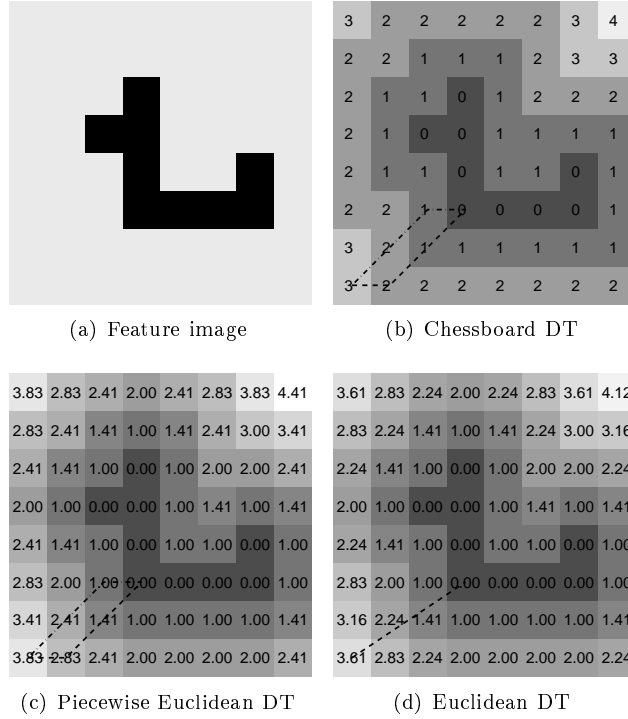 3 2 2 2 2 2 3 4
2 2 1 1 1 2 3 3
2 1 1 0 1 2 2 2
2 1 0 0 1 1 1 1
2 1 1 0 1 1 0 1
2 2 1 0 0 0 0 1
3 2 1 1 1 1 1 1
3 2 2 2 2 2 2 2
(a) Feature image
(b) Chessboard DT
3.83 2.83 2.41 2.00 2.41 2.83 3.83 4.41
2.83 2.41 1.41 1.00 1.41 2.41 3.00 3.41
2.41 1.41 1.00 0.00 1.00 2.00 2.00 2.41
2.00 1.00 0.00 0.00 1.00 1.41 1.00 1.41
2.41 1.41 1.00 0.00 1.00 1.00 0.00 1.00
2.83 2.00 1.00 0.00 0.00 0.00 0.00 1.00
3.41 2.41 1.41 1.00 1.00 1.00 1.00 1.41
3.83 2.83 2.41 2.00 2.00 2.00 2.00 2.41
3.61 2.83 2.24 2.00 2.24 2.83 3.61 4.12
2.83 2.24 1.41 1.00 1.41 2.24 3.00 3.16
2.24 1.41 1.00 0.00 1.00 2.00 2.00 2.24
2.00 1.00 0.00 0.00 1.00 1.41 1.00 1.41
2.24 1.41 1.00 0.00 1.00 1.00 0.00 1.00
2.83 2.00 1.00 0.00 0.00 0.00 0.00 1.00
3.16 2.24 1.41 1.00 1.00 1.00 1.00 1.41
3.61 2.83 2.24 2.00 2.00 2.00 2.00 2.24
(c) Piecewise Euclidean DT
(d) Euclidean DT